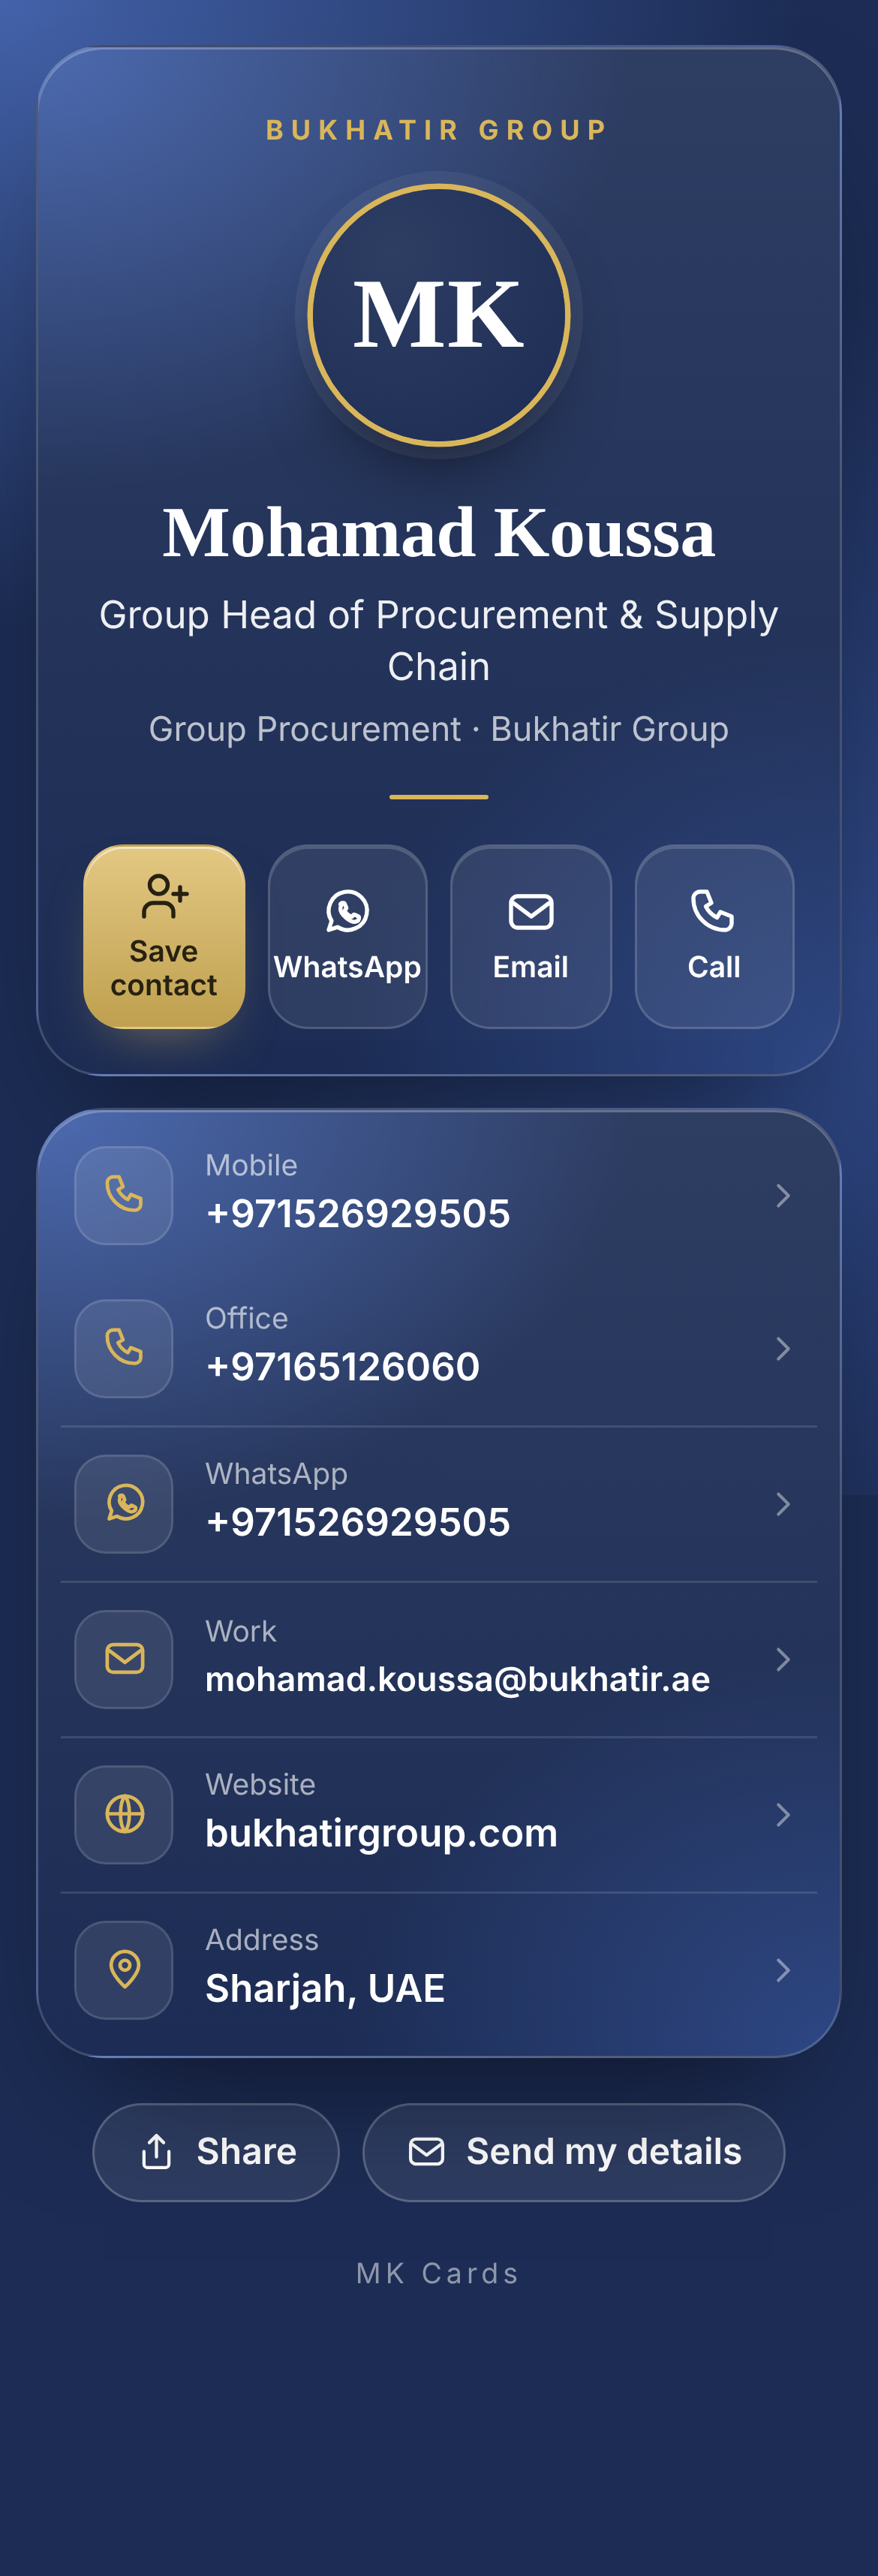 BUKHATIR GROUP
MK
Mohamad Koussa
Group Head of Procurement & Supply
Chain
Group Procurement · Bukhatir Group
Save
contact
WhatsApp
Email
Call
Mobile
+971526929505
Office
+97165126060
WhatsApp
+971526929505
Work
mohamad.koussa@bukhatir.ae
Website
bukhatirgroup.com
Address
Sharjah, UAE
Share
Send my details
MK Cards